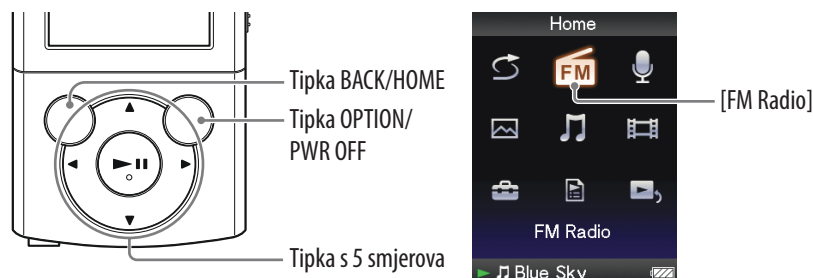 Tipka BACK/HOME
Tipka OPTION/
PWR OFF
Tipka s 5 smjerova
Home
FM
[FM Radio]
FM Radio
Blue Sky